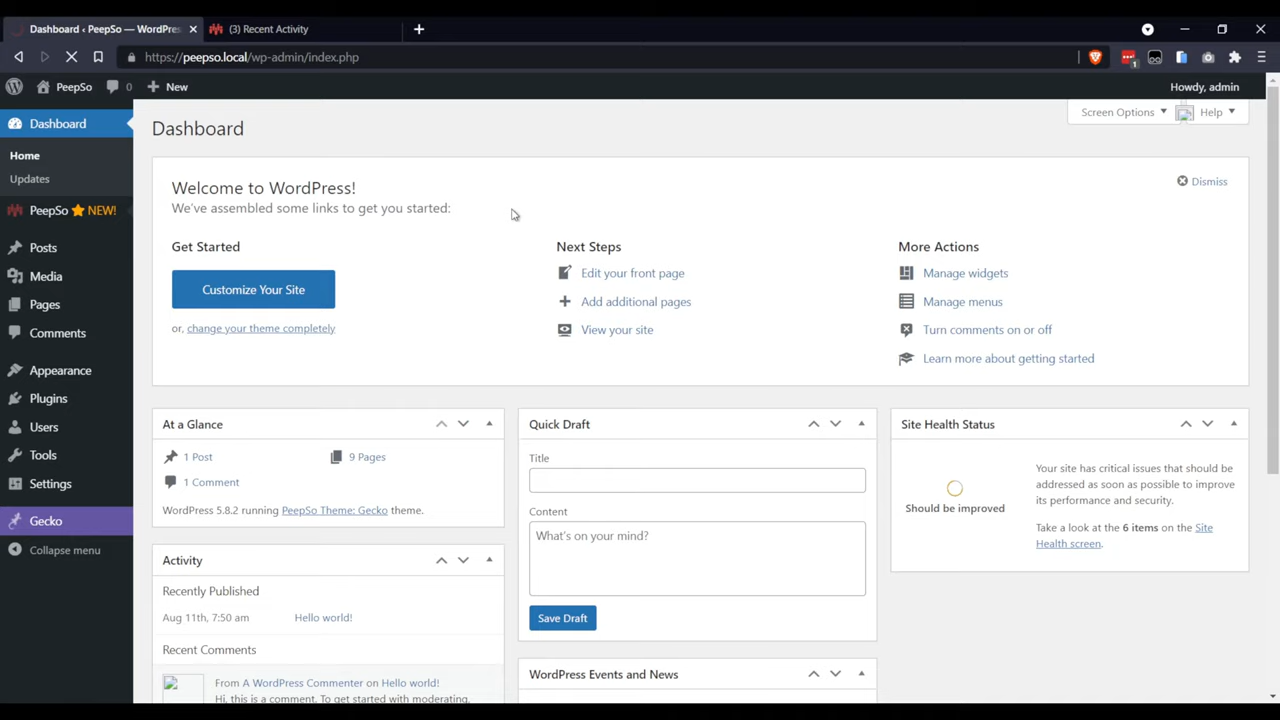 Dashboard ‹ PeepSo — WordPres
(3) Recent Activity
https://peepso.local/wp-admin/index.php
1
PeepSo
0
New
Howdy, admin
Dashboard
Home
Updates
PeepSo NEW!
Posts
Media
Pages
Comments
Appearance
Plugins
Users
Tools
Settings
Gecko
Collapse menu
Screen Options
Help
Dashboard
Welcome to WordPress!
We've assembled some links to get you started:
Dismiss
Get Started
Customize Your Site
or, change your theme completely
Next Steps
Edit your front page
Add additional pages
View your site
More Actions
Manage widgets
Manage menus
Turn comments on or off
Learn more about getting started
At a Glance
1 Post
9 Pages
1 Comment
WordPress 5.8.2 running PeepSo Theme: Gecko theme.
Activity
Recently Published
Aug 11th, 7:50 am
Hello world!
Recent Comments
From A WordPress Commenter on Hello world!
Hi, this is a comment. To get started with moderating,
Quick Draft
Title
Content
What's on your mind?
Save Draft
WordPress Events and News
Site Health Status
Should be improved
Your site has critical issues that should be
addressed as soon as possible to improve
its performance and security.
Take a look at the 6 items on the Site
Health screen.